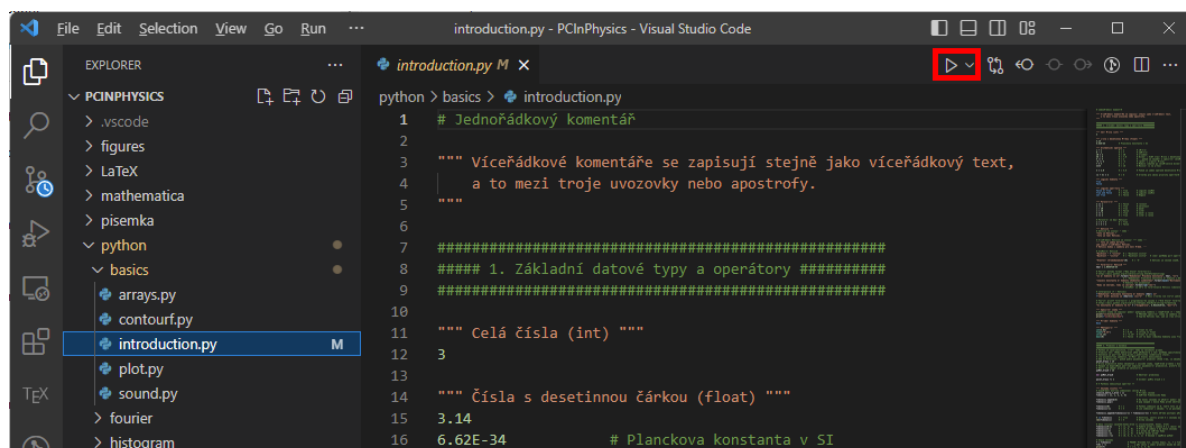 File Edit Selection View Go Run ··· introduction.py - PCInPhysics - Visual Studio Code
EXPLORER ···
PCINPHYSICS
.vscode
figures
LaTeX
mathematica
pisemka
python
basics
arrays.py
contourf.py
introduction.py M
plot.py
sound.py
fourier
histogram
TEX
introduction.py M
python > basics > introduction.py
1 # Jednořádkový komentář
2
3 """ Víceřádkové komentáře se zapisují stejně jako víceřádkový text,
4 a to mezi troje uvozovky nebo apostrofy.
5 """
6
7 ####################################################
8 ##### 1. Základní datové typy a operátory ##########
9 ####################################################
10
11 """ Celá čísla (int) """
12 3
13
14 """ Čísla s desetinnou čárkou (float) """
15 3.14
16 6.62E-34 # Planckova konstanta v SI